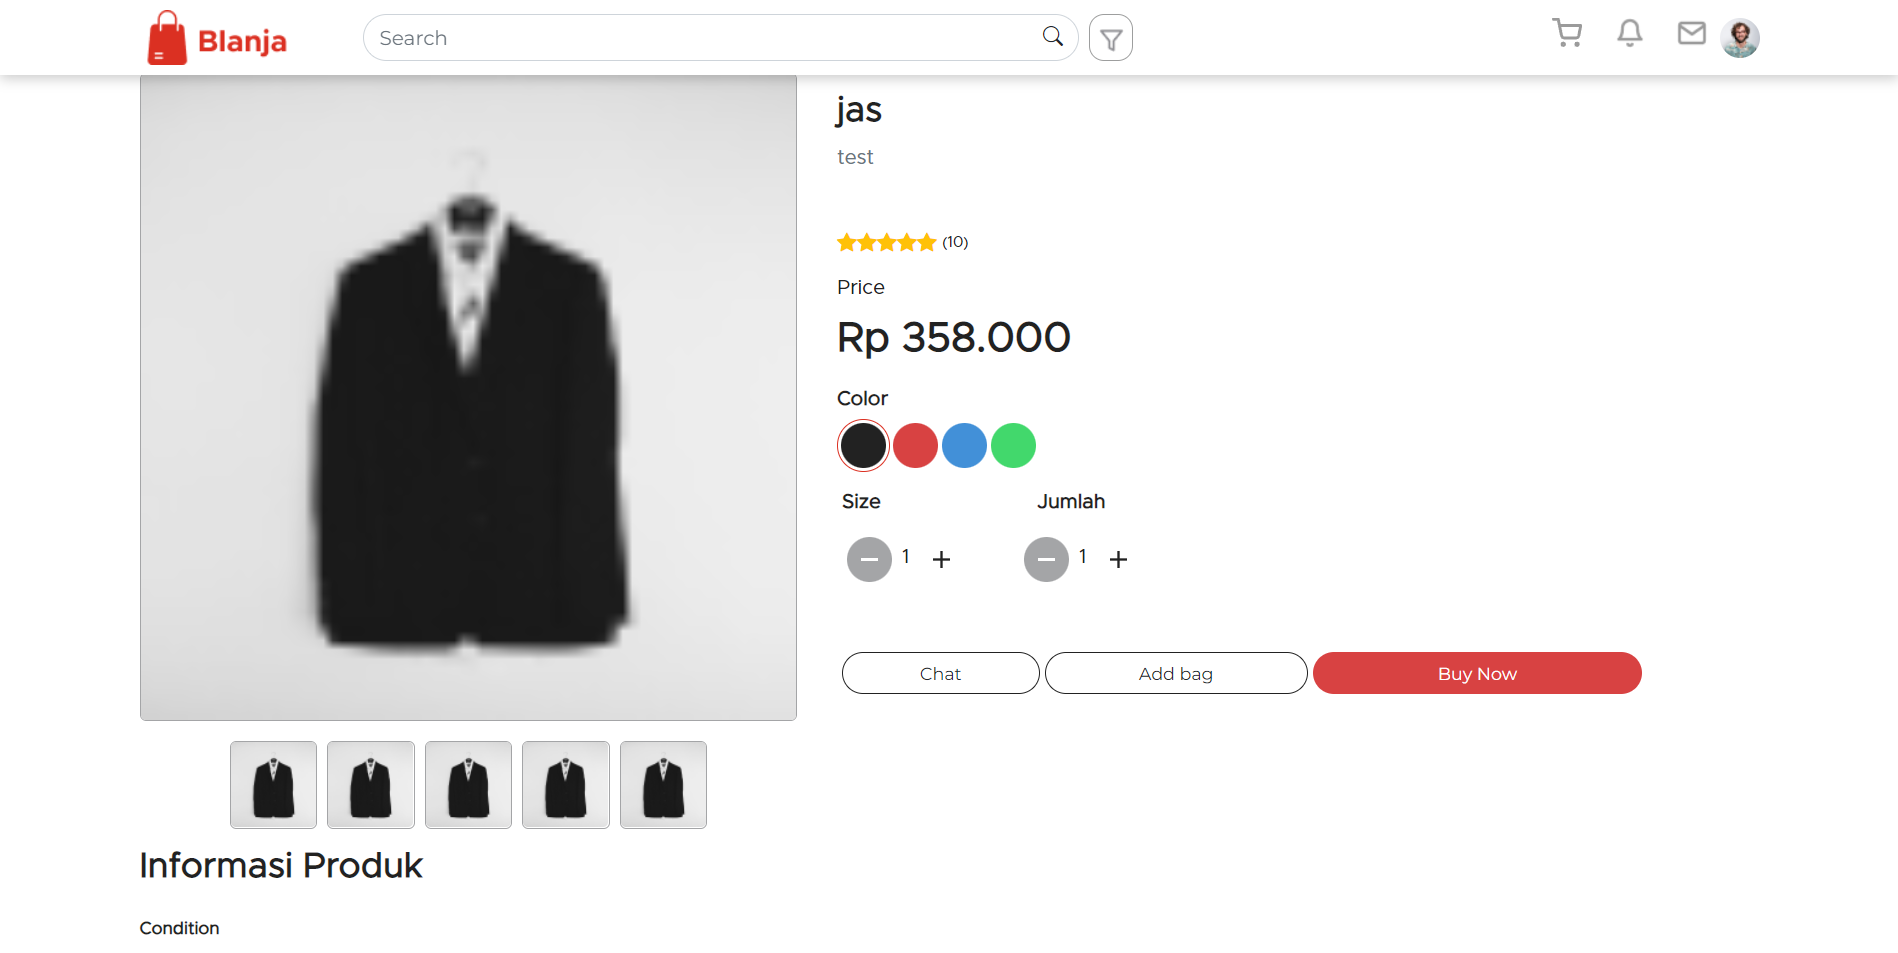 Blanja
Search
jas
test
(10)
Price
Rp 358.000
Color
Size
Jumlah
1
1
Chat
Add bag
Buy Now
Informasi Produk
Condition